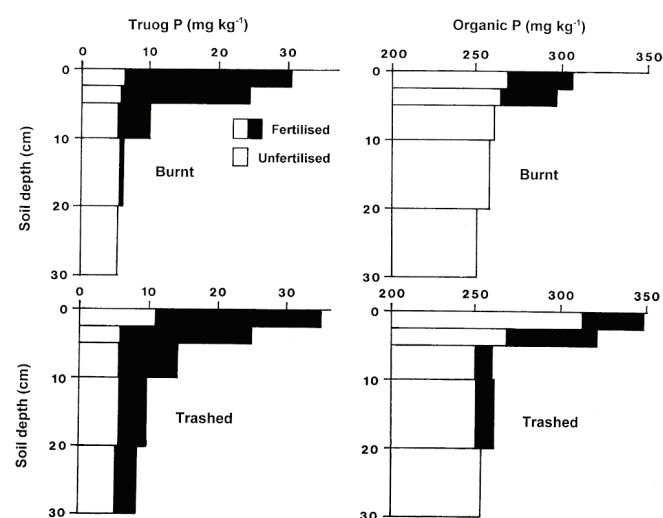 Truog P (mg kg⁻¹)
0 10 20 30
0
10
20
30
Soil depth (cm)
Fertilised
Unfertilised
Burnt
Organic P (mg kg⁻¹)
200 250 300 350
0
10
20
30
Burnt
0 10 20 30
0
10
20
30
Soil depth (cm)
Trashed
200 250 300 350
0
10
20
30
Trashed